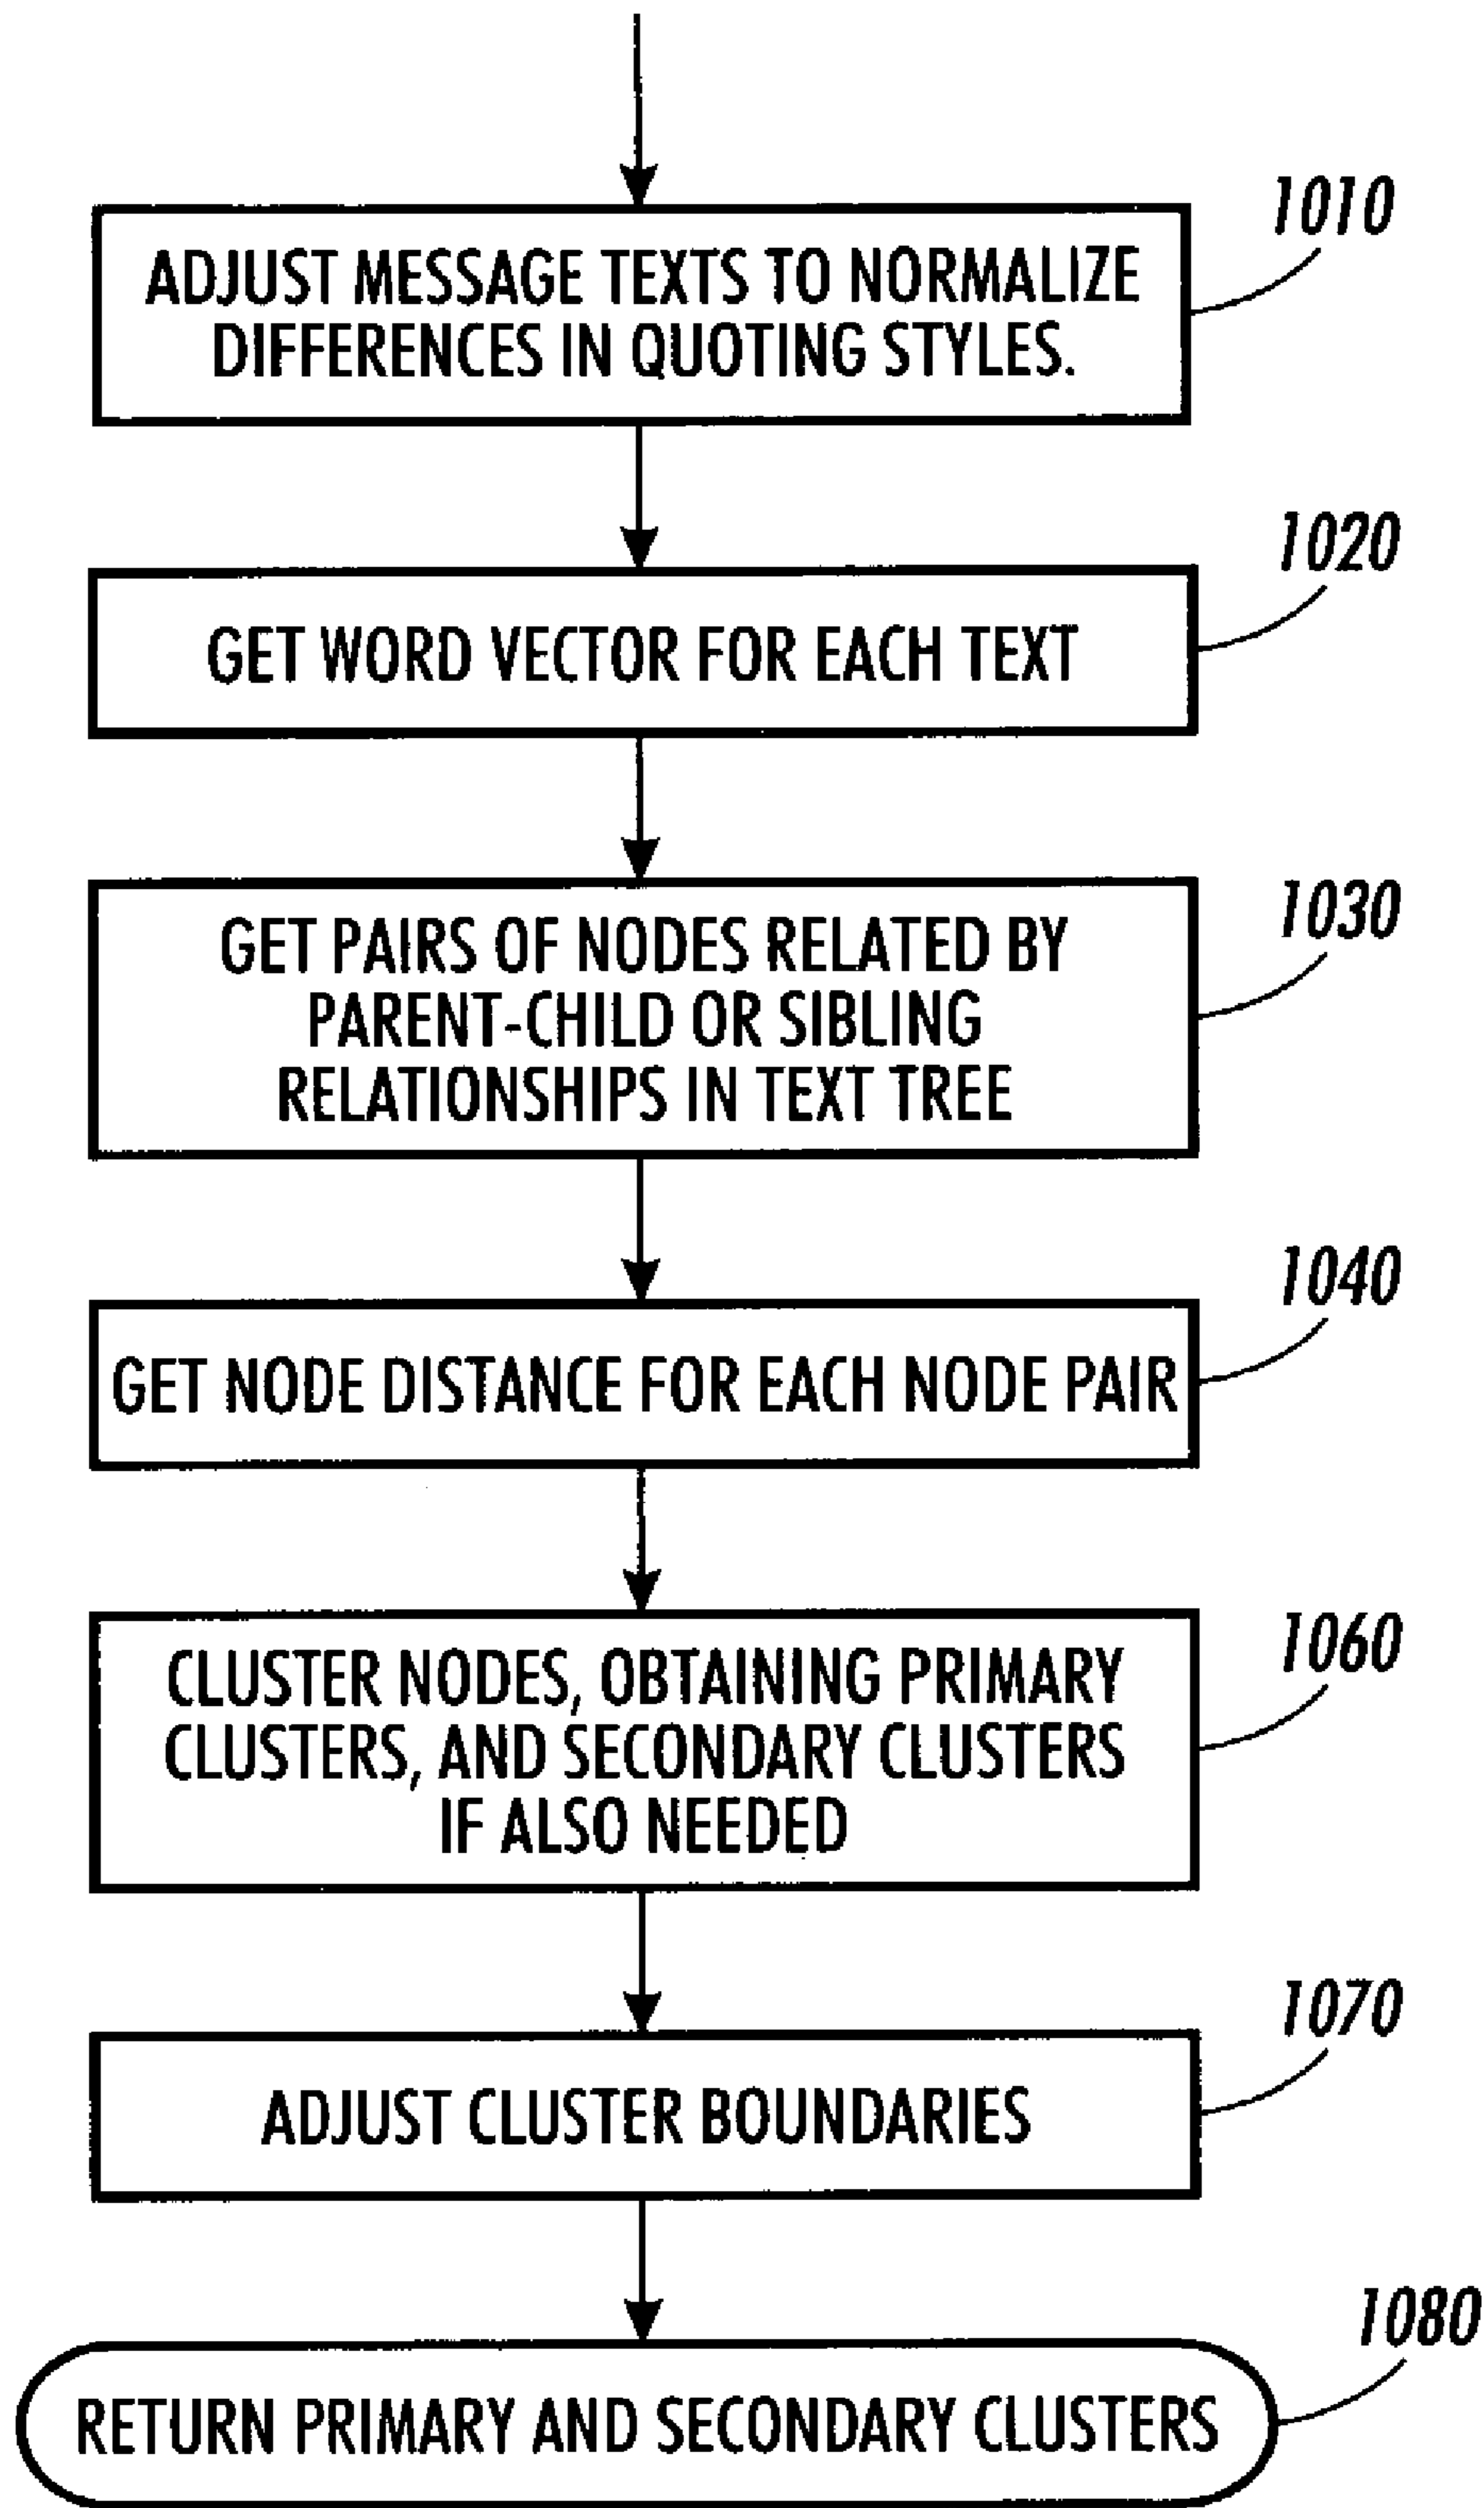 1010
ADJUST MESSAGE TEXTS TO NORMALIZE
DIFFERENCES IN QUOTING STYLES.
1020
GET WORD VECTOR FOR EACH TEXT
1030
GET PAIRS OF NODES RELATED BY
PARENT-CHILD OR SIBLING
RELATIONSHIPS IN TEXT TREE
1040
GET NODE DISTANCE FOR EACH NODE PAIR
1060
CLUSTER NODES, OBTAINING PRIMARY
CLUSTERS, AND SECONDARY CLUSTERS
IF ALSO NEEDED
1070
ADJUST CLUSTER BOUNDARIES
1080
RETURN PRIMARY AND SECONDARY CLUSTERS